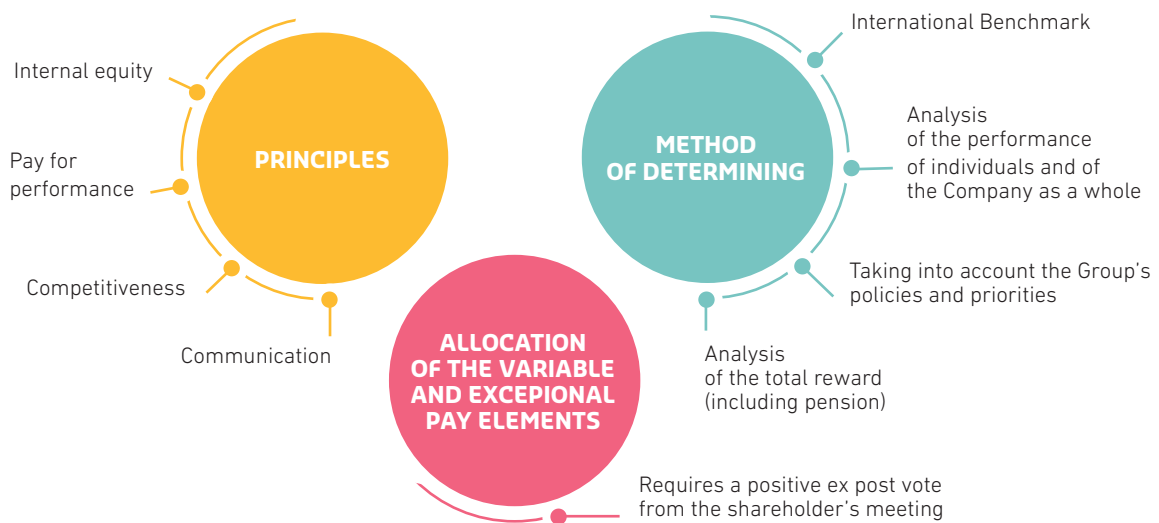 PRINCIPLES
Internal equity
Pay for
performance
Competitiveness
Communication
METHOD
OF DETERMINING
International Benchmark
Analysis
of the performance
of individuals and of
the Company as a whole
Taking into account the Group’s
policies and priorities
Analysis
of the total reward
(including pension)
ALLOCATION
OF THE VARIABLE
AND EXCEPIONAL
PAY ELEMENTS
Requires a positive ex post vote
from the shareholder’s meeting